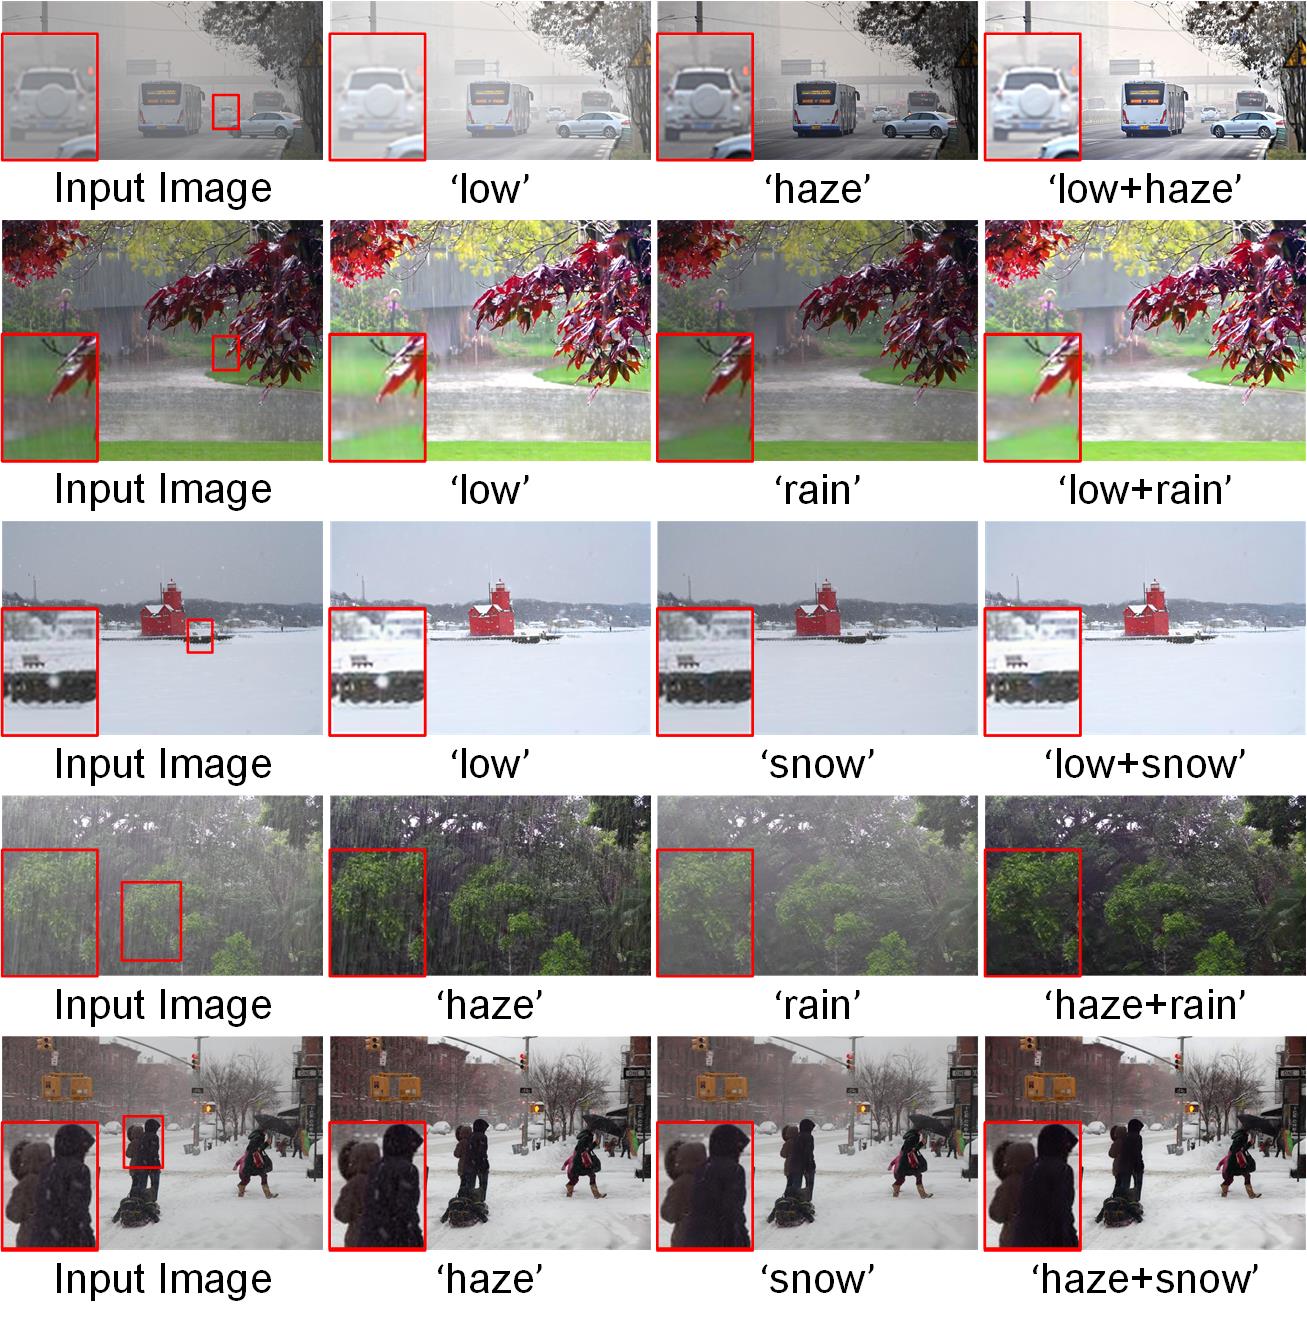 Input Image ‘low’ ‘haze’ ‘low+haze’
Input Image ‘low’ ‘rain’ ‘low+rain’
Input Image ‘low’ ‘snow’ ‘low+snow’
Input Image ‘haze’ ‘rain’ ‘haze+rain’
Input Image ‘haze’ ‘snow’ ‘haze+snow’